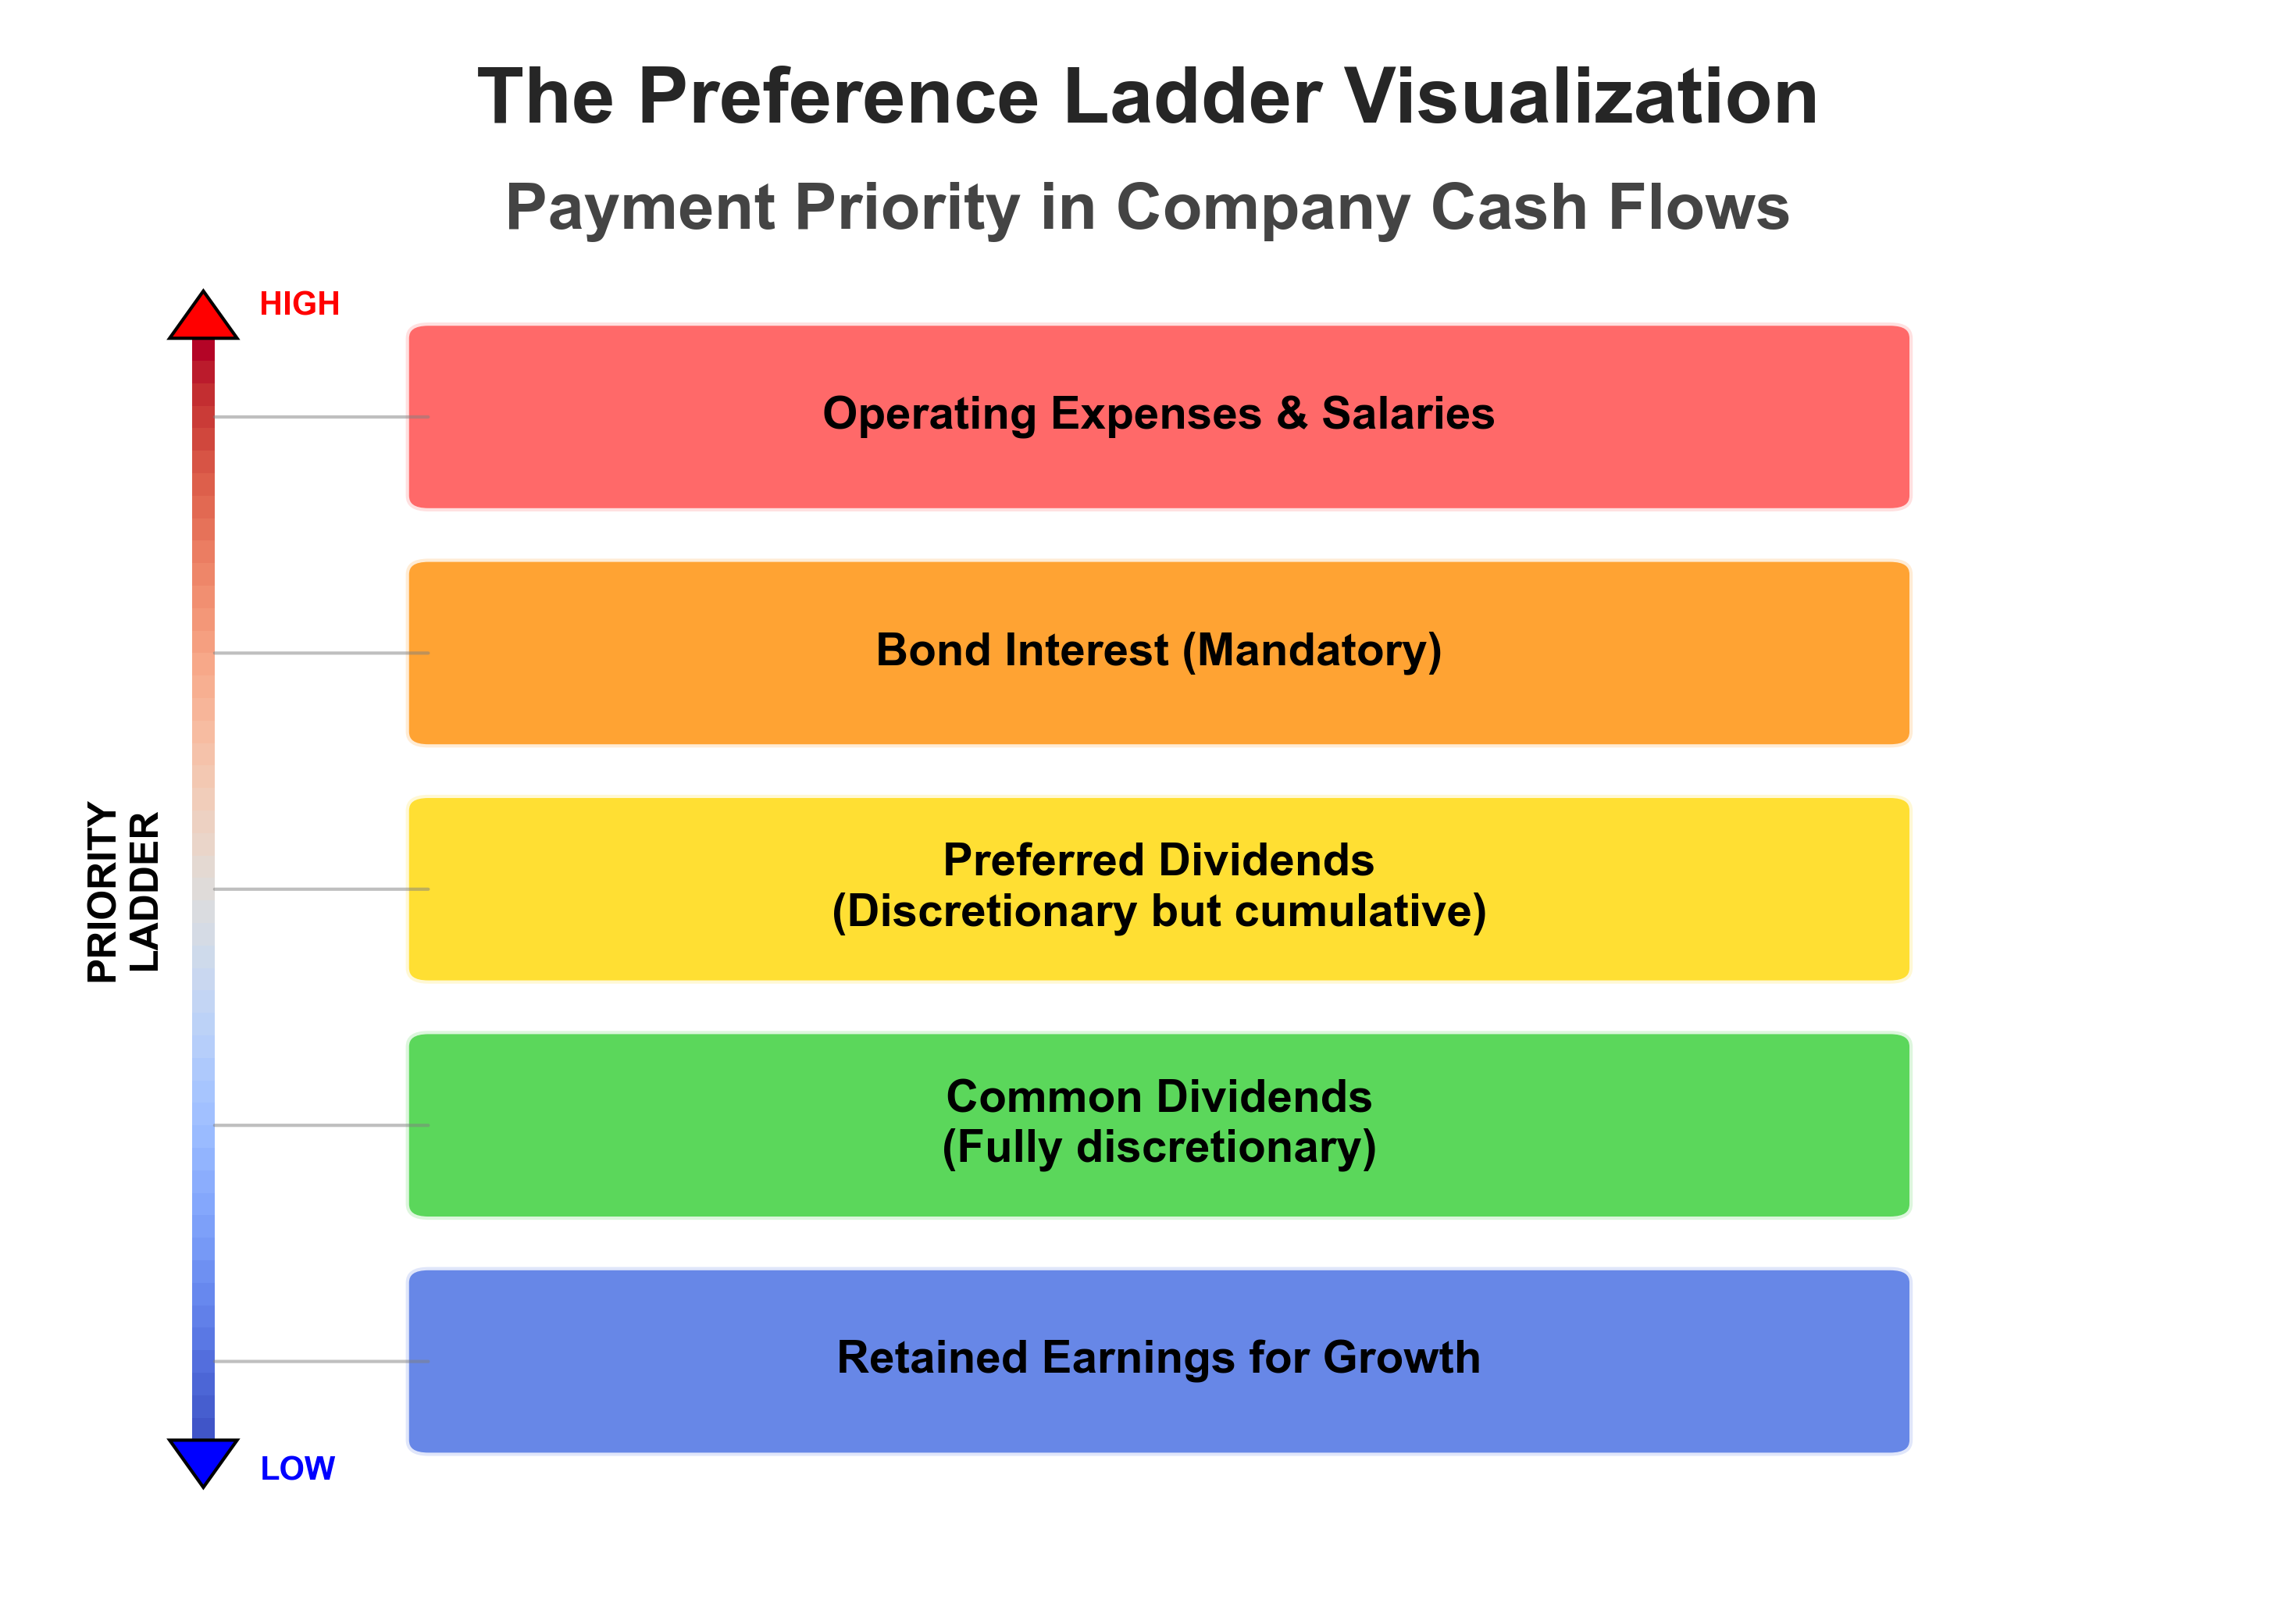 The Preference Ladder Visualization
Payment Priority in Company Cash Flows
HIGH
Operating Expenses & Salaries
Bond Interest (Mandatory)
PRIORITY
LADDER
Preferred Dividends
(Discretionary but cumulative)
Common Dividends
(Fully discretionary)
Retained Earnings for Growth
LOW